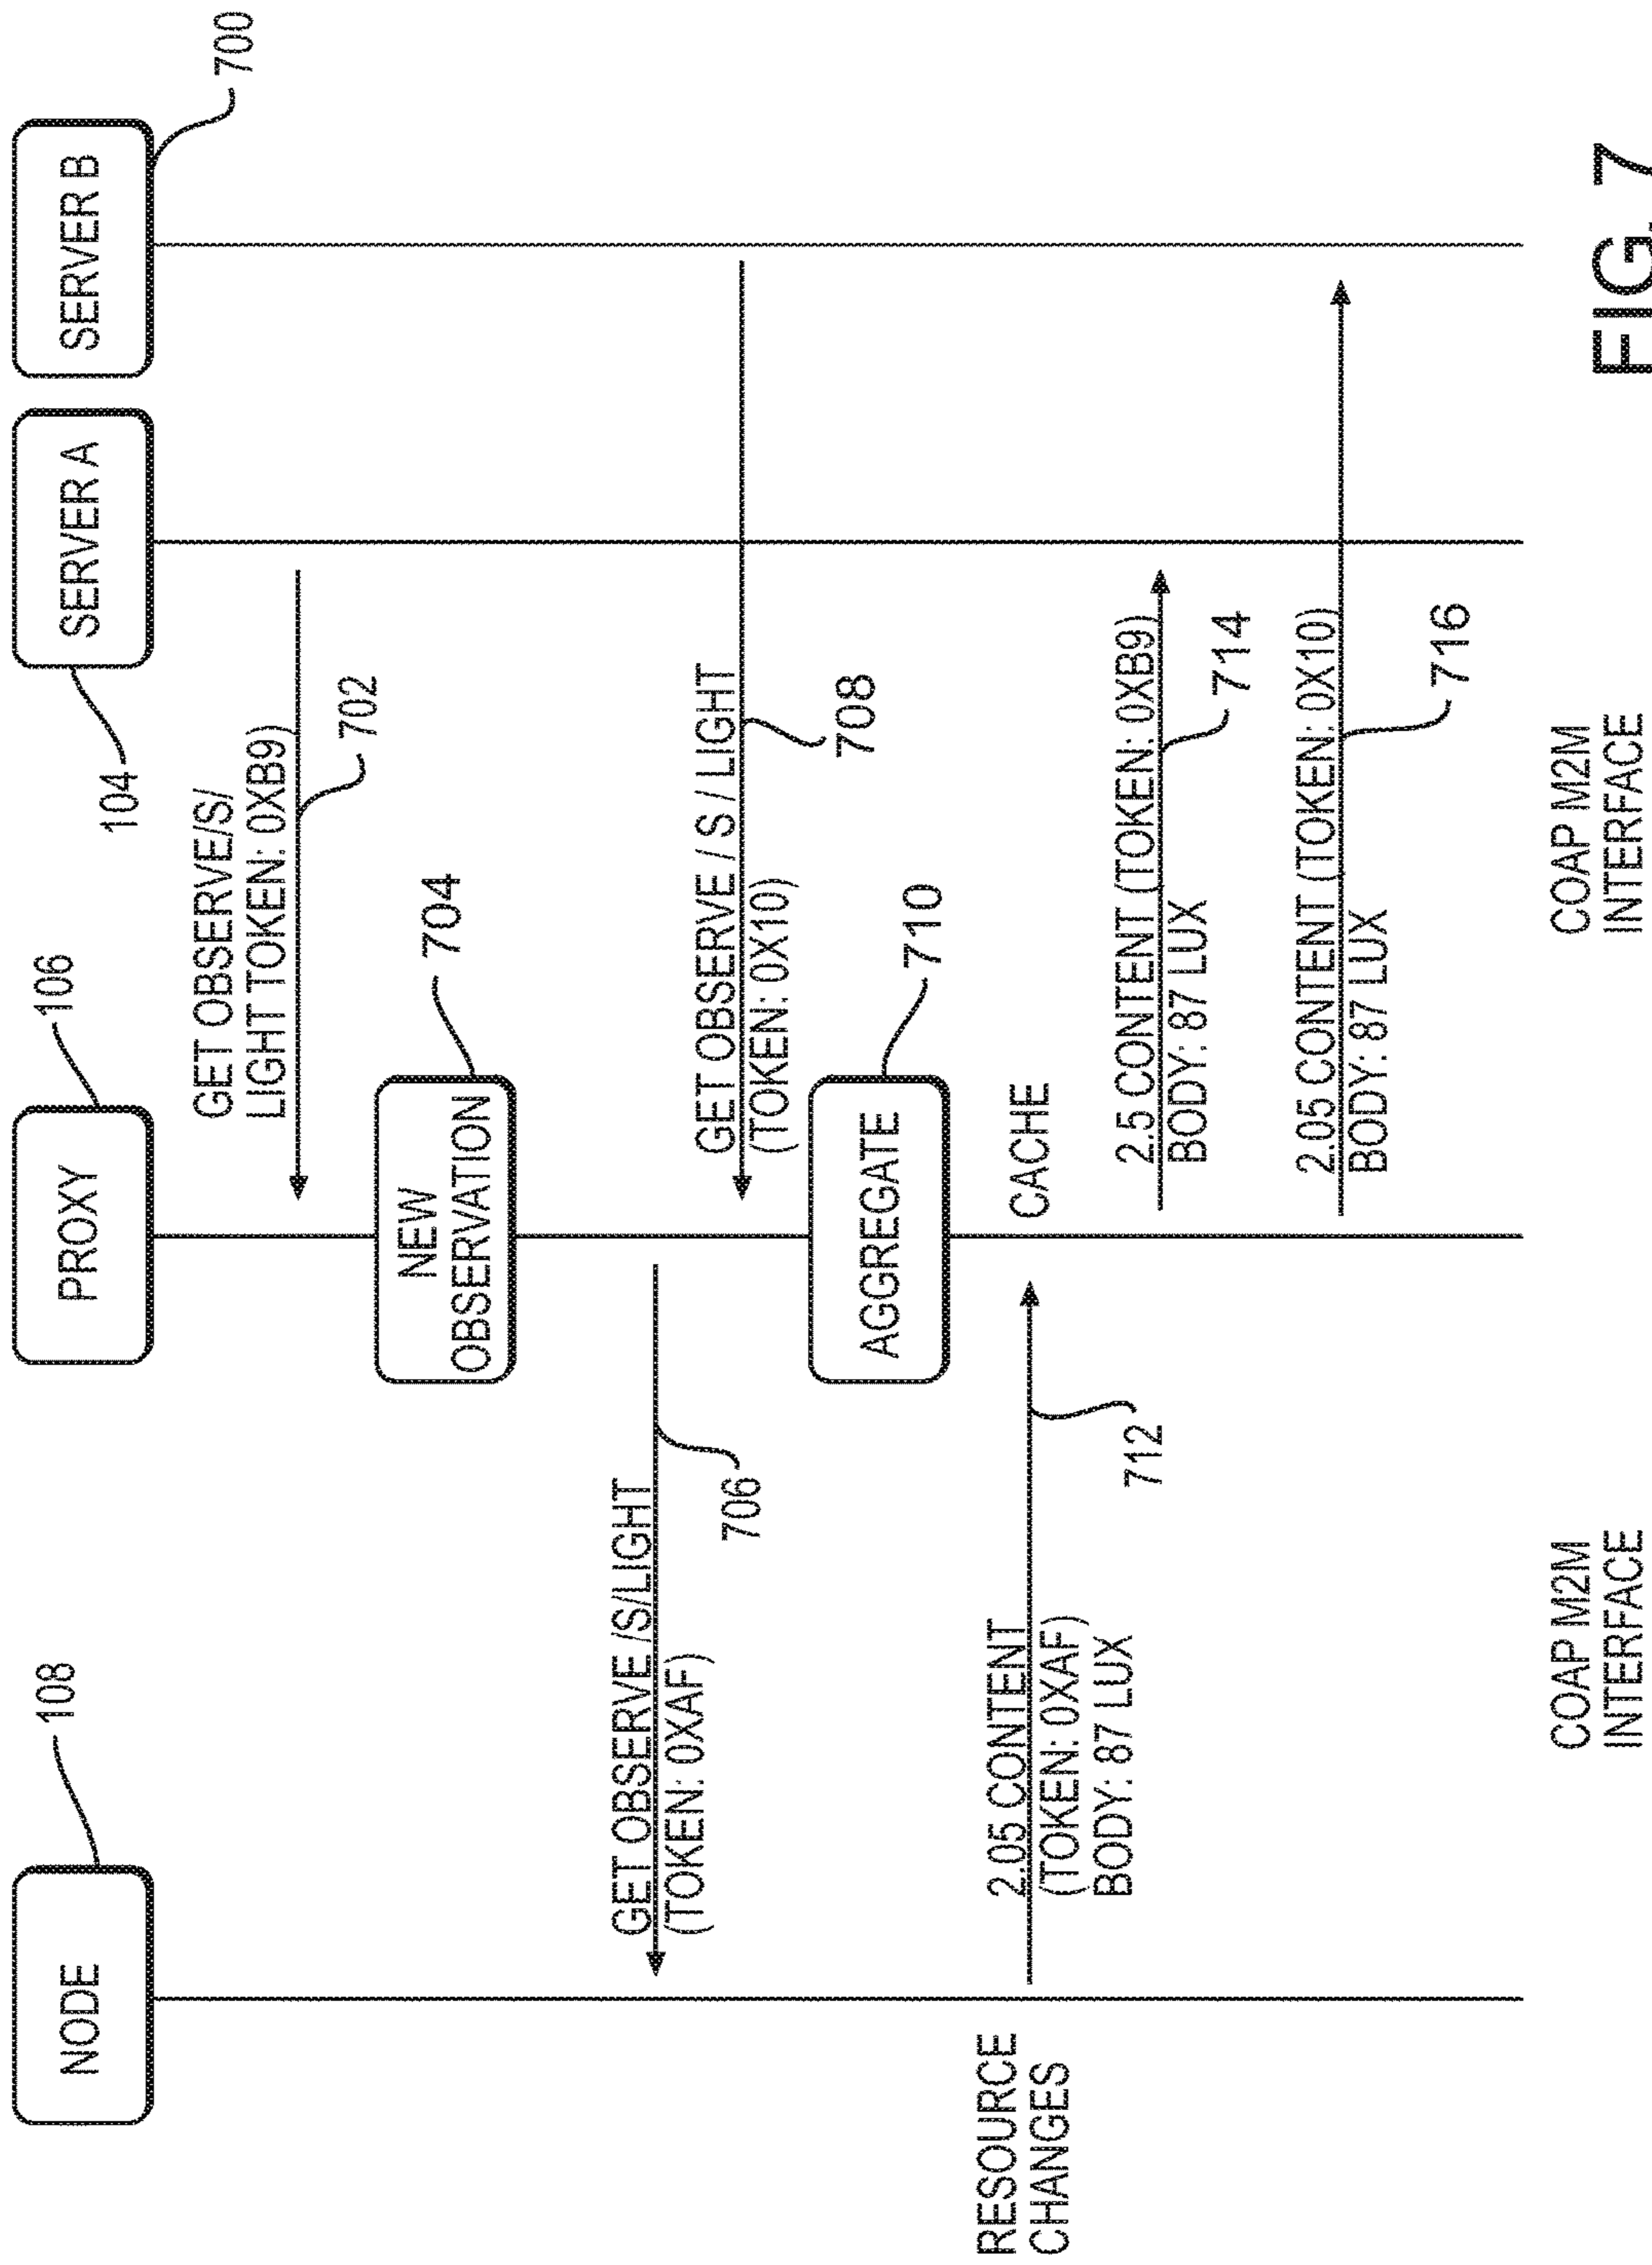 NODE
108
PROXY
106
SERVER A
104
SERVER B
700
GET OBSERVE/S/
LIGHT TOKEN: 0XB9)
702
NEW
OBSERVATION
704
GET OBSERVE /S/LIGHT
(TOKEN: 0XAF)
706
GET OBSERVE / S / LIGHT
(TOKEN: 0X10)
708
AGGREGATE
710
RESOURCE
CHANGES
2.05 CONTENT
(TOKEN: 0XAF)
BODY: 87 LUX
712
CACHE
2.5 CONTENT (TOKEN: 0XB9)
BODY: 87 LUX
714
2.05 CONTENT (TOKEN: 0X10)
BODY: 87 LUX
716
COAP M2M
INTERFACE
COAP M2M
INTERFACE
FIG. 7